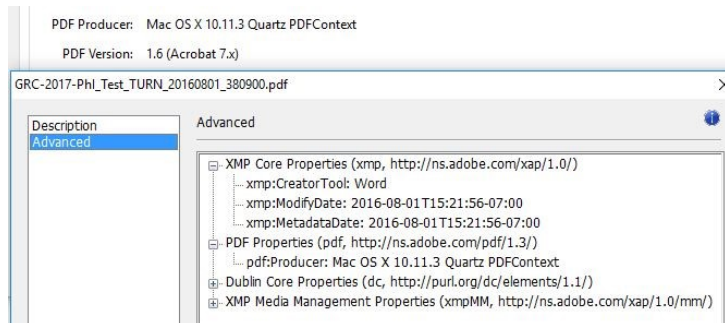 PDF Producer: Mac OS X 10.11.3 Quartz PDFContext
PDF Version: 1.6 (Acrobat 7.x)
GRC-2017-PhI_Test_TURN_20160801_380900.pdf
Description
Advanced
Advanced
XMP Core Properties (xmp, http://ns.adobe.com/xap/1.0/)
xmp:CreatorTool: Word
xmp:ModifyDate: 2016-08-01T15:21:56-07:00
xmp:MetadataDate: 2016-08-01T15:21:56-07:00
PDF Properties (pdf, http://ns.adobe.com/pdf/1.3/)
pdf:Producer: Mac OS X 10.11.3 Quartz PDFContext
Dublin Core Properties (dc, http://purl.org/dc/elements/1.1/)
XMP Media Management Properties (xmpMM, http://ns.adobe.com/xap/1.0/mm/)